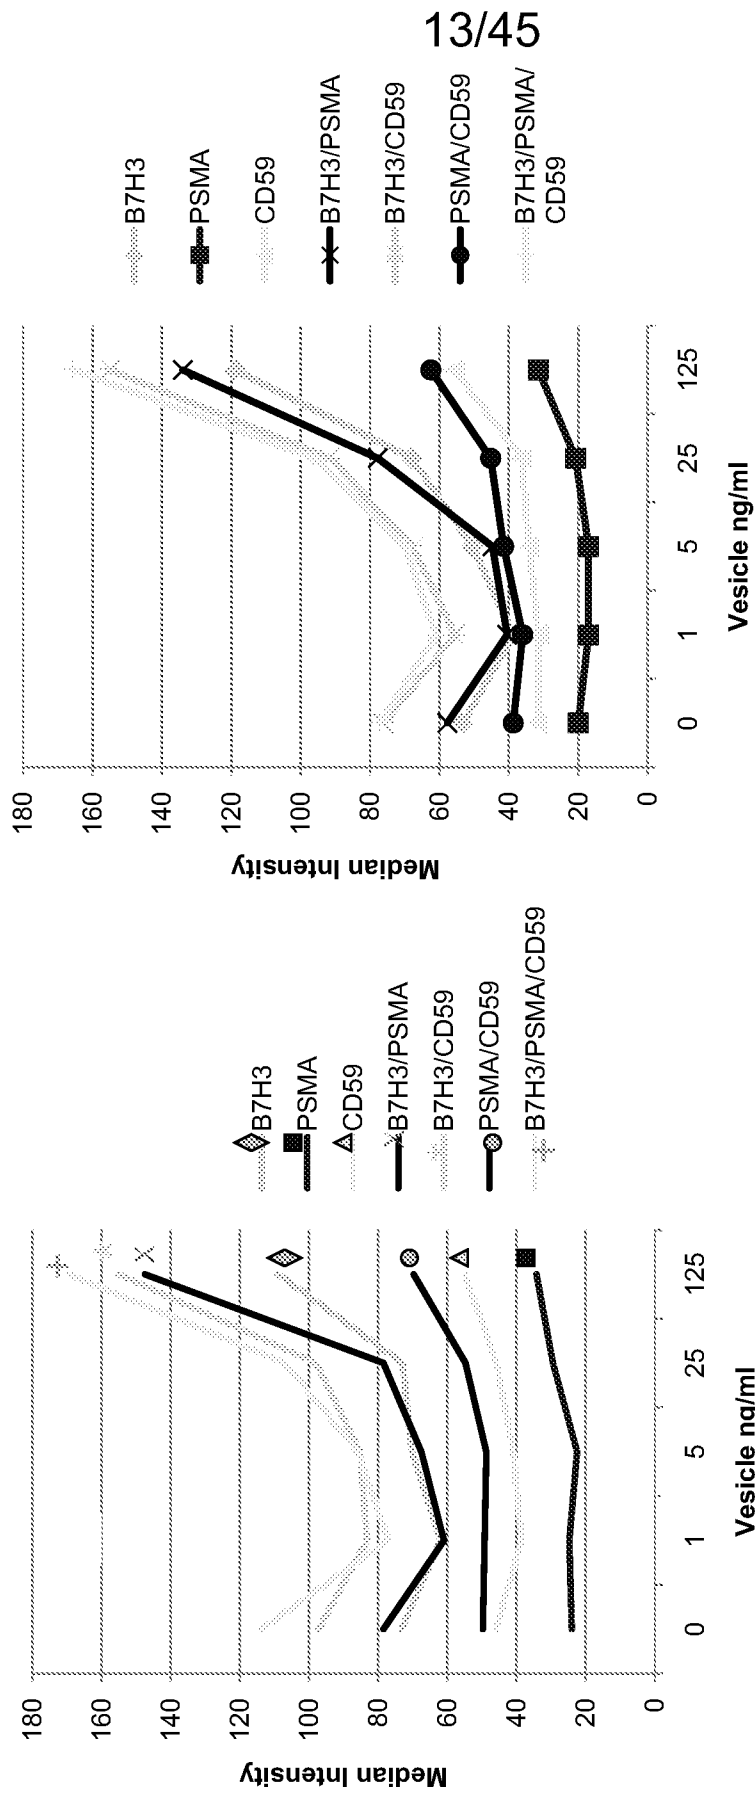 13/45
180
160
140
120
100
80
60
40
20
0
Median Intensity
0
1
5
25
125
Vesicle ng/ml
B7H3
PSMA
CD59
B7H3/PSMA
B7H3/CD59
PSMA/CD59
B7H3/PSMA/CD59
180
160
140
120
100
80
60
40
20
0
Median Intensity
0
1
5
25
125
Vesicle ng/ml
B7H3
PSMA
CD59
B7H3/PSMA
B7H3/CD59
PSMA/CD59
B7H3/PSMA/
CD59